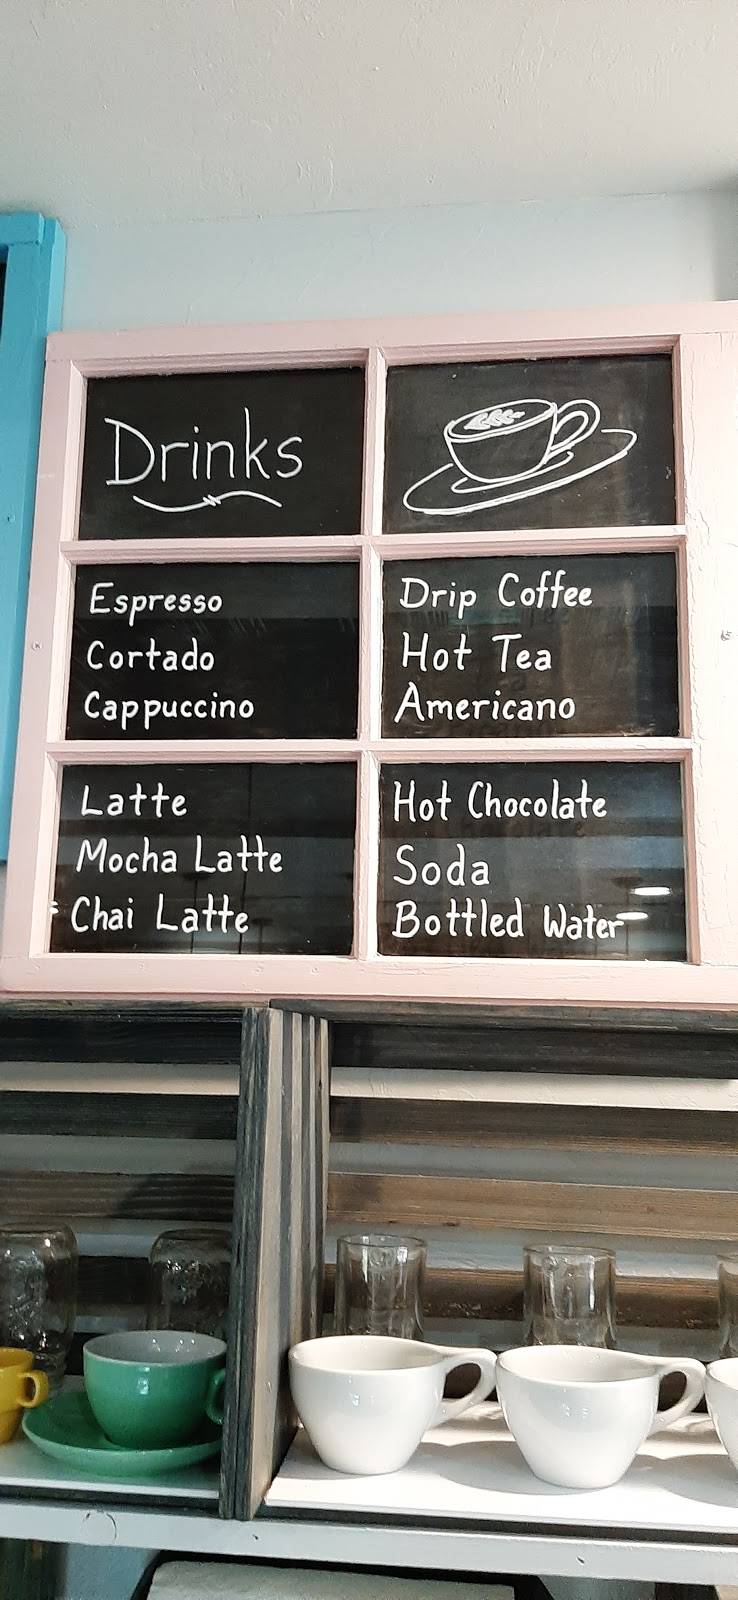 Drinks
Espresso
Cortado
Cappuccino
Drip Coffee
Hot Tea
Americano
Latte
Mocha Latte
Chai Latte
Hot Chocolate
Soda
Bottled Water